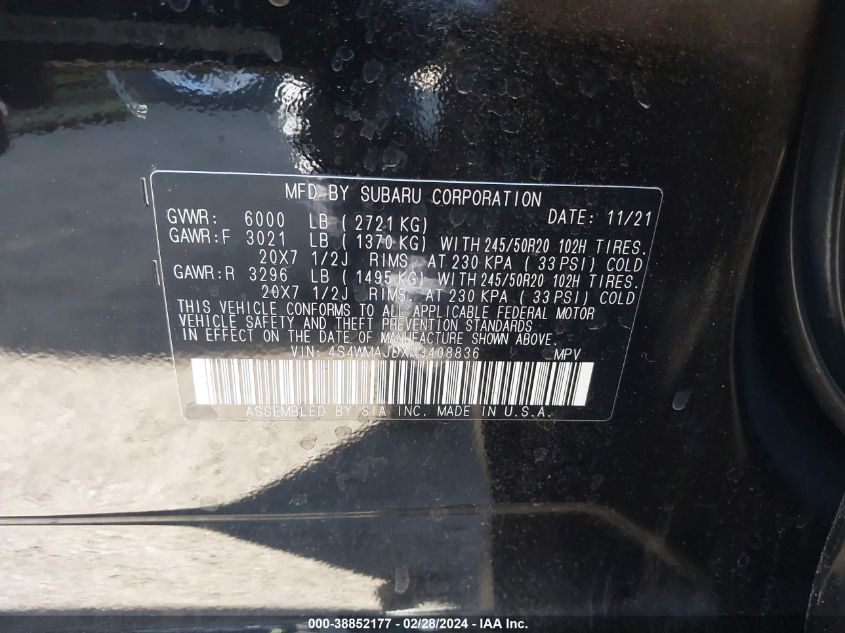 MFD BY SUBARU CORPORATION
GVWR: 6000 LB ( 2721 KG) DATE: 11/21
GAWR:F 3021 LB ( 1370 KG) WITH 245/50R20 102H TIRES.
20X7 1/2J RIMS. AT 230 KPA ( 33 PSI) COLD
GAWR:R 3296 LB ( 1495 KG) WITH 245/50R20 102H TIRES.
20X7 1/2J RIMS. AT 230 KPA ( 33 PSI) COLD
THIS VEHICLE CONFORMS TO ALL APPLICABLE FEDERAL MOTOR
VEHICLE SAFETY AND THEFT PREVENTION STANDARDS
IN EFFECT ON THE DATE OF MANUFACTURE SHOWN ABOVE.
VIN: MPV
ASSEMBLED BY SIA INC. MADE IN U.S.A.
000-38852177 - 02/28/2024 - IAA Inc.